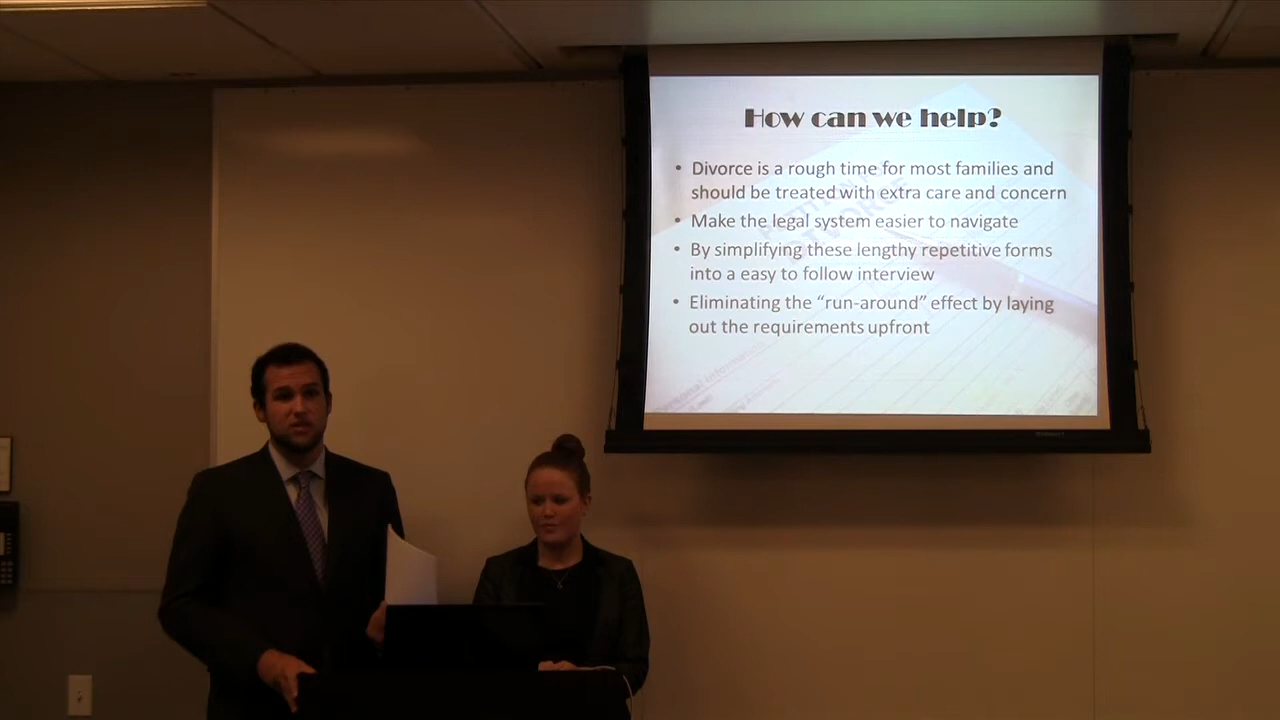 How can we help?
• Divorce is a rough time for most families and
should be treated with extra care and concern
• Make the legal system easier to navigate
• By simplifying these lengthy repetitive forms
into a easy to follow interview
• Eliminating the “run-around” effect by laying
out the requirements upfront
DIVORCE